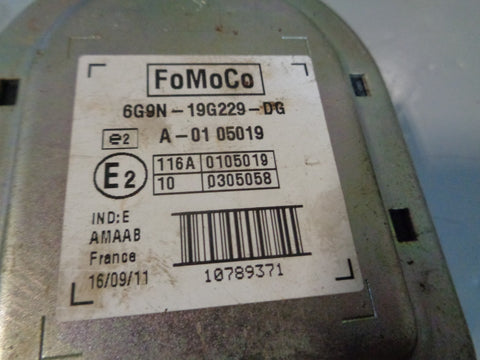 FoMoCo
6G9N-19G229-DG
e2 A-01 05019
E2 116A 0105019
10 0305058
IND:E
AMAAB
France
16/09/11
10789371